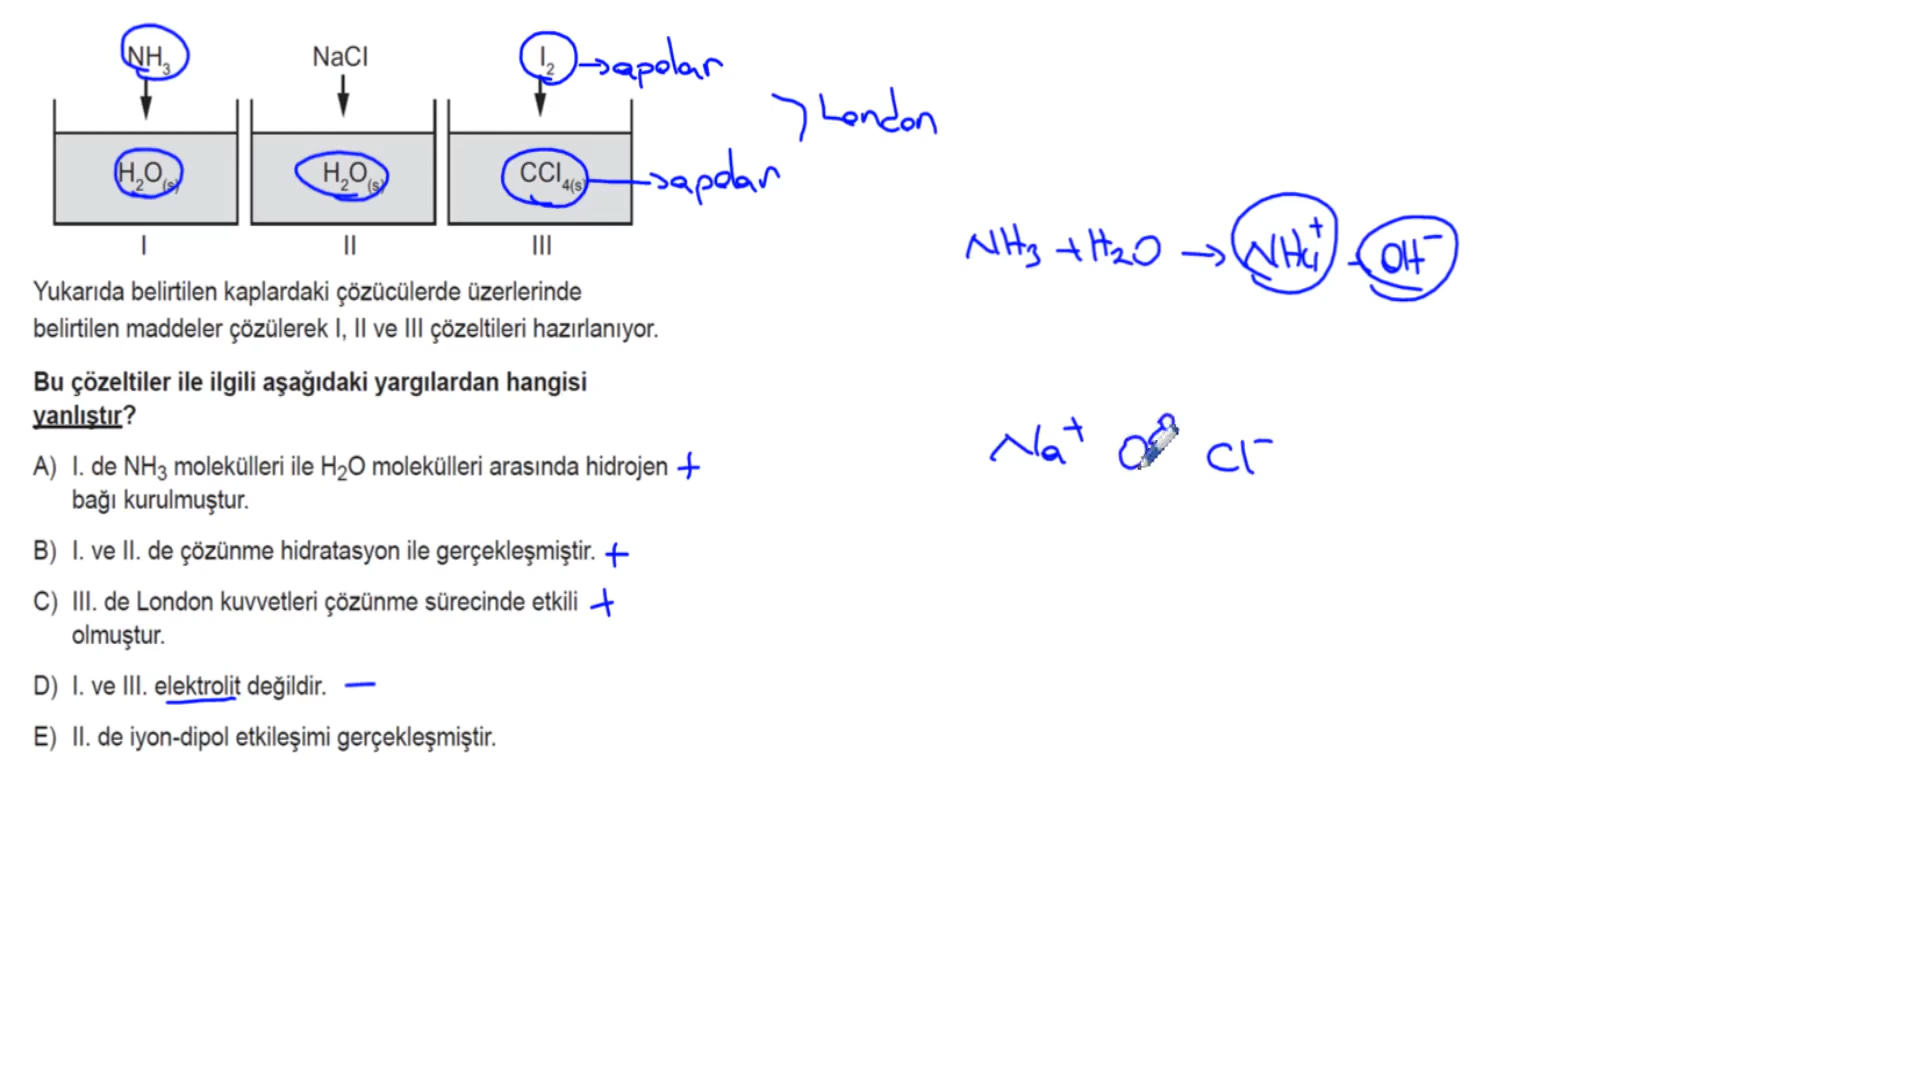 NH3
NaCl
I2 → apolar
London
H2O(s)
H2O(s)
CCl4(s) → apolar
I
II
III
NH3 + H2O → NH4+ OH-
Yukarıda belirtilen kaplardaki çözücülerde üzerlerinde
belirtilen maddeler çözülerek I, II ve III çözeltileri hazırlanıyor.
Bu çözeltiler ile ilgili aşağıdaki yargılardan hangisi
yanlıştır?
Na+ O Cl-
A) I. de NH3 molekülleri ile H2O molekülleri arasında hidrojen +
bağı kurulmuştur.
B) I. ve II. de çözünme hidratasyon ile gerçekleşmiştir. +
C) III. de London kuvvetleri çözünme sürecinde etkili +
olmuştur.
D) I. ve III. elektrolit değildir. −
E) II. de iyon-dipol etkileşimi gerçekleşmiştir.